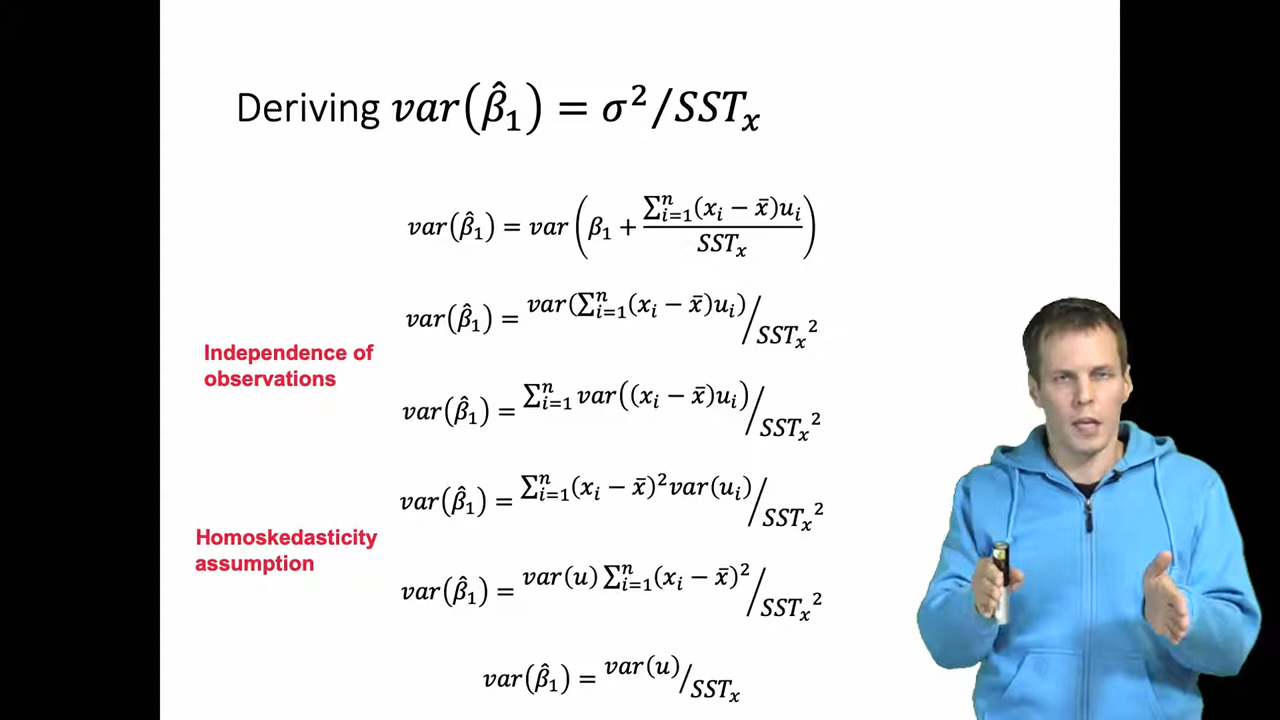 Deriving var(β̂₁) = σ²/SSTₓ
var(β̂₁) = var(β₁ + ∑ⁿᵢ₌₁(xᵢ − x̄)uᵢ / SSTₓ)
var(β̂₁) = var(∑ⁿᵢ₌₁(xᵢ − x̄)uᵢ)/SSTₓ²
Independence of
observations
var(β̂₁) = ∑ⁿᵢ₌₁ var((xᵢ − x̄)uᵢ)/SSTₓ²
var(β̂₁) = ∑ⁿᵢ₌₁(xᵢ − x̄)²var(uᵢ)/SSTₓ²
Homoskedasticity
assumption
var(β̂₁) = var(u) ∑ⁿᵢ₌₁(xᵢ − x̄)²/SSTₓ²
var(β̂₁) = var(u)/SSTₓ